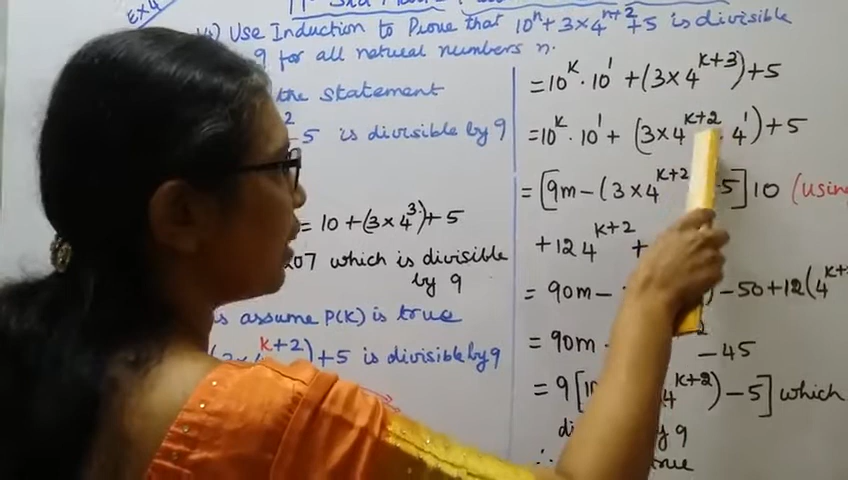 Ex 4
Use Induction to Prove that 10ⁿ + 3×4ⁿ⁺² + 5 is divisible
9 for all natural numbers n.
the statement
5 is divisible by 9
= 10 + (3×4³) + 5
207 which is divisible
by 9
assume P(K) is true
K+2) + 5 is divisible by 9
= 10ᴷ · 10¹ + (3×4ᴷ⁺³) + 5
= 10ᴷ · 10¹ + (3×4ᴷ⁺² · 4¹) + 5
= [9m − (3×4ᴷ⁺² 5] 10 (using
+ 12 4ᴷ⁺² +
= 90m − ) − 50 + 12(4ᴷ⁺
= 90m − 45
= 9[10 4ᴷ⁺²) − 5] which
by 9
∴ true